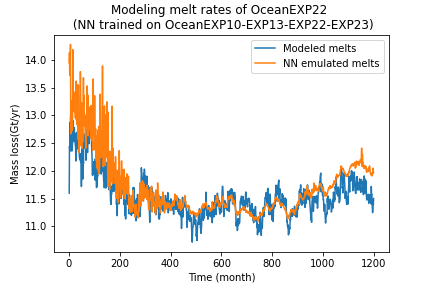 Modeling melt rates of OceanEXP22
(NN trained on OceanEXP10-EXP13-EXP22-EXP23)
Modeled melts
NN emulated melts
Mass loss(Gt/yr)
14.0
13.5
13.0
12.5
12.0
11.5
11.0
0 200 400 600 800 1000 1200
Time (month)